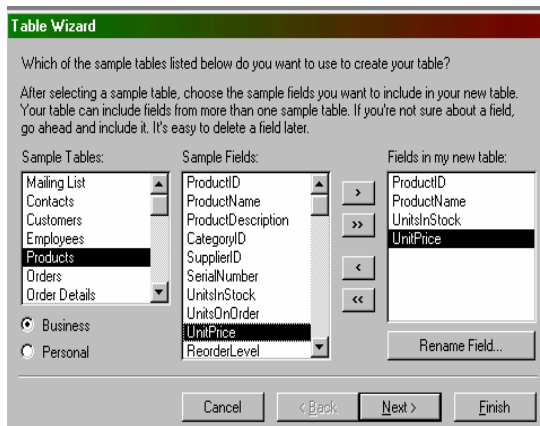 Table Wizard
Which of the sample tables listed below do you want to use to create your table?
After selecting a sample table, choose the sample fields you want to include in your new table.
Your table can include fields from more than one sample table. If you're not sure about a field,
go ahead and include it. It's easy to delete a field later.
Sample Tables:
Mailing List
Contacts
Customers
Employees
Products
Orders
Order Details
Business
Personal
Sample Fields:
ProductID
ProductName
ProductDescription
CategoryID
SupplierID
SerialNumber
UnitsInStock
UnitsOnOrder
UnitPrice
ReorderLevel
>
>>
<
<<
Fields in my new table:
ProductID
ProductName
UnitsInStock
UnitPrice
Rename Field...
Cancel
< Back
Next >
Finish